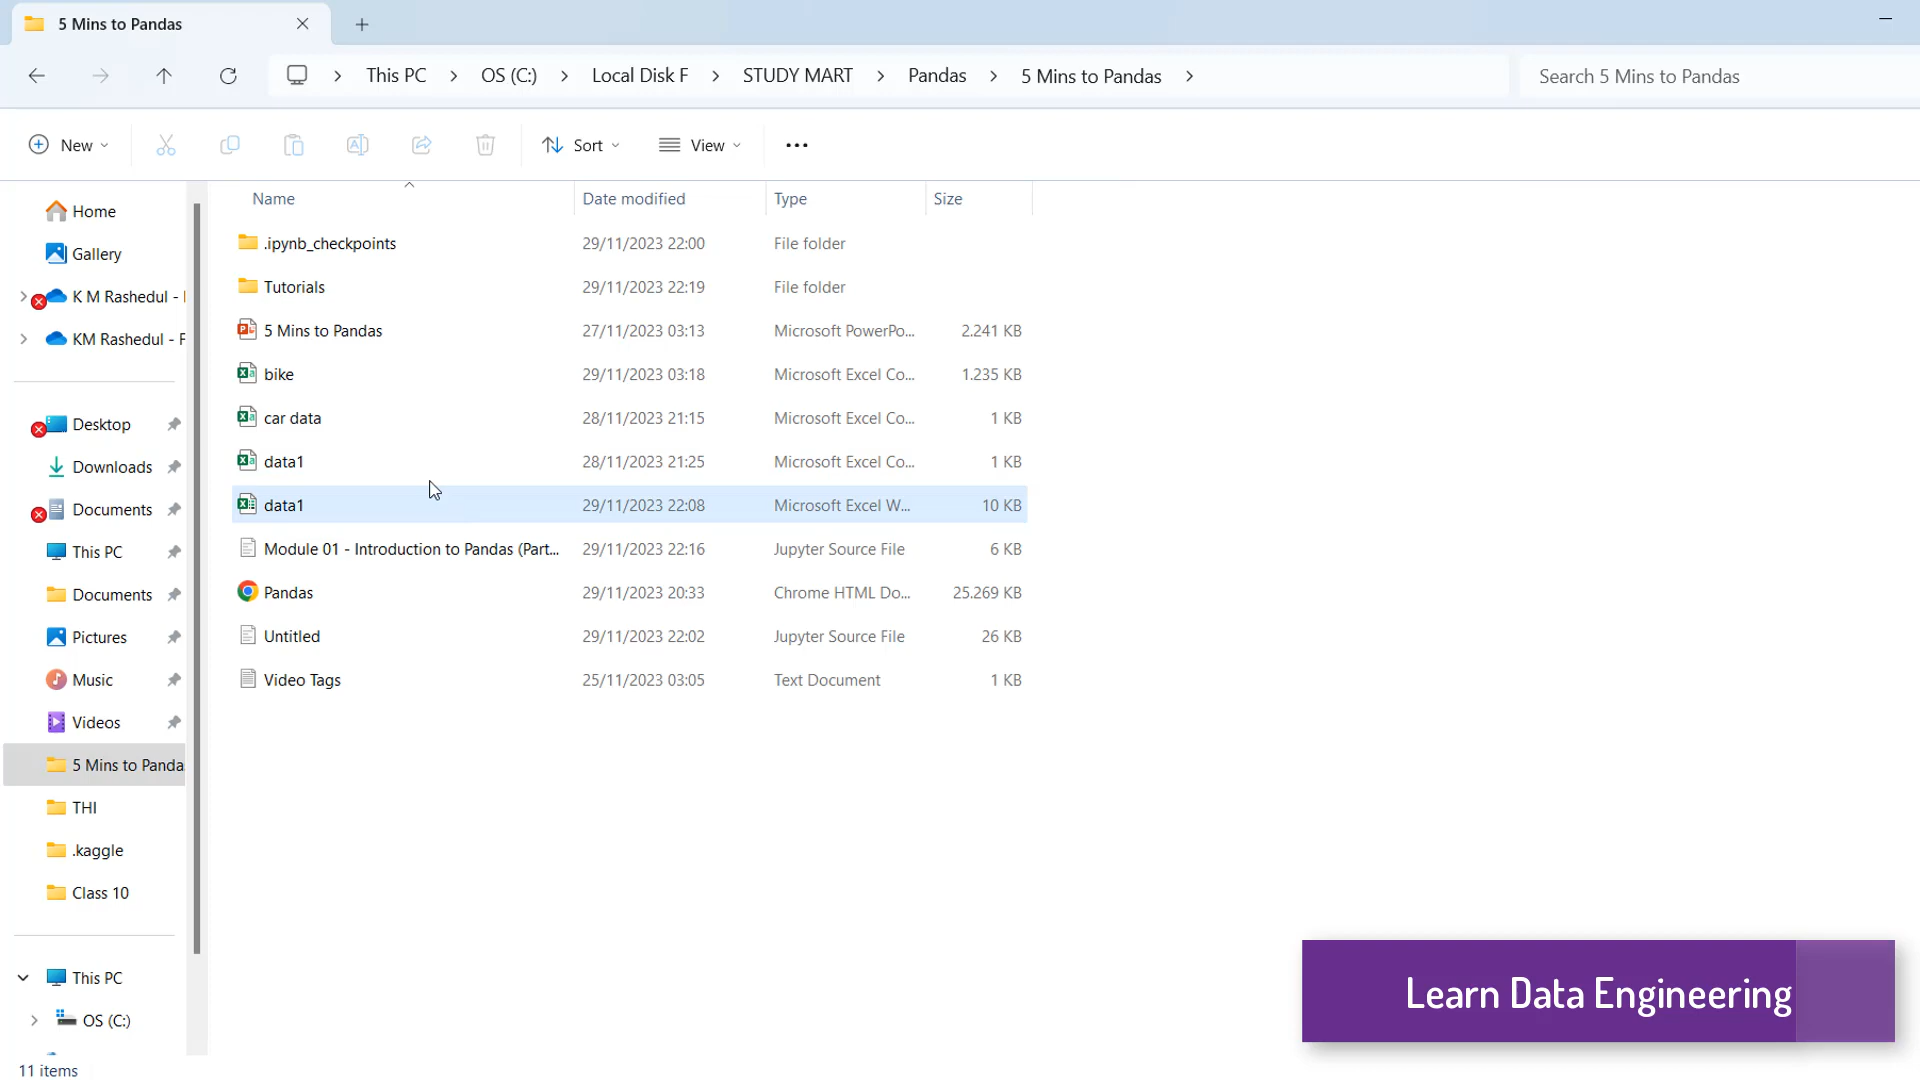 5 Mins to Pandas
This PC > OS (C:) > Local Disk F > STUDY MART > Pandas > 5 Mins to Pandas >
Search 5 Mins to Pandas
New
Sort
View
Name Date modified Type Size
.ipynb_checkpoints 29/11/2023 22:00 File folder
Tutorials 29/11/2023 22:19 File folder
5 Mins to Pandas 27/11/2023 03:13 Microsoft PowerPo... 2.241 KB
bike 29/11/2023 03:18 Microsoft Excel Co... 1.235 KB
car data 28/11/2023 21:15 Microsoft Excel Co... 1 KB
data1 28/11/2023 21:25 Microsoft Excel Co... 1 KB
data1 29/11/2023 22:08 Microsoft Excel W... 10 KB
Module 01 - Introduction to Pandas (Part... 29/11/2023 22:16 Jupyter Source File 6 KB
Pandas 29/11/2023 20:33 Chrome HTML Do... 25.269 KB
Untitled 29/11/2023 22:02 Jupyter Source File 26 KB
Video Tags 25/11/2023 03:05 Text Document 1 KB
Home
Gallery
K M Rashedul -
KM Rashedul - F
Desktop
Downloads
Documents
This PC
Documents
Pictures
Music
Videos
5 Mins to Panda
THI
.kaggle
Class 10
This PC
OS (C:)
11 items
Learn Data Engineering